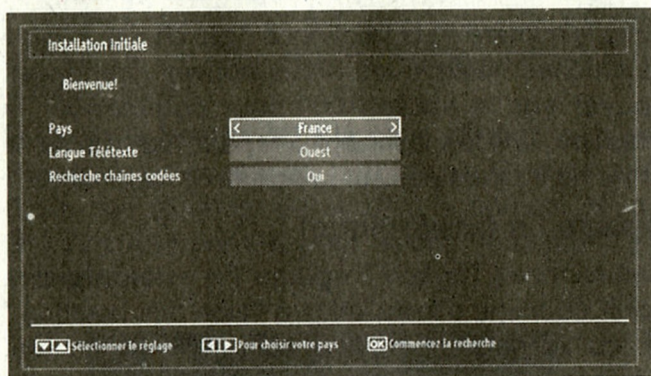 Installation Initiale
Bienvenue!
Pays < France >
Langue Télétexte Ouest
Recherche chaînes codées Oui
▼▲ Sélectionner le réglage ◀▶ Pour choisir votre pays OK Commencez la recherche